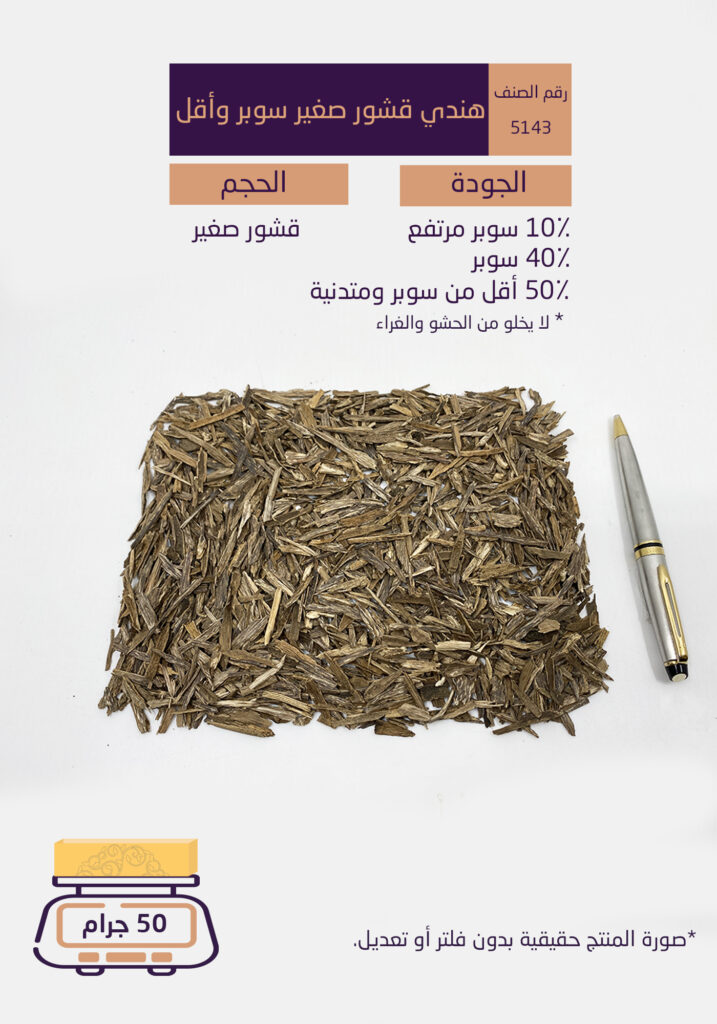 رقم الصنف
5143
هندي قشور صغير سوبر وأقل
الجودة
10٪ سوبر مرتفع
40٪ سوبر
50٪ أقل من سوبر ومتدنية
* لا يخلو من الحشو والغراء
الحجم
قشور صغير
50 جرام
*صورة المنتج حقيقية بدون فلتر أو تعديل.